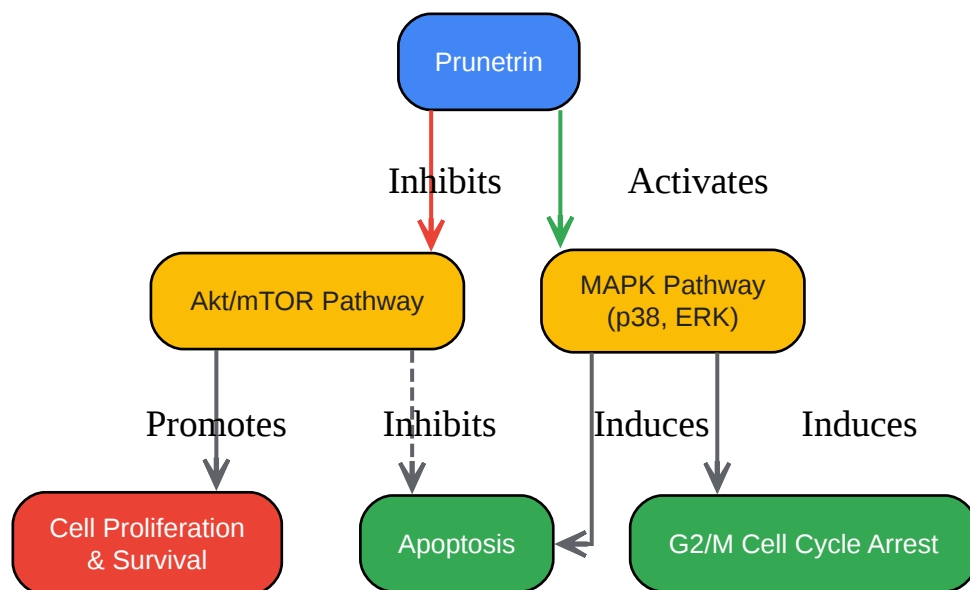 Prunetrin
Inhibits
Activates
Akt/mTOR Pathway
MAPK Pathway
(p38, ERK)
Promotes
Inhibits
Induces
Induces
Cell Proliferation
& Survival
Apoptosis
G2/M Cell Cycle Arrest